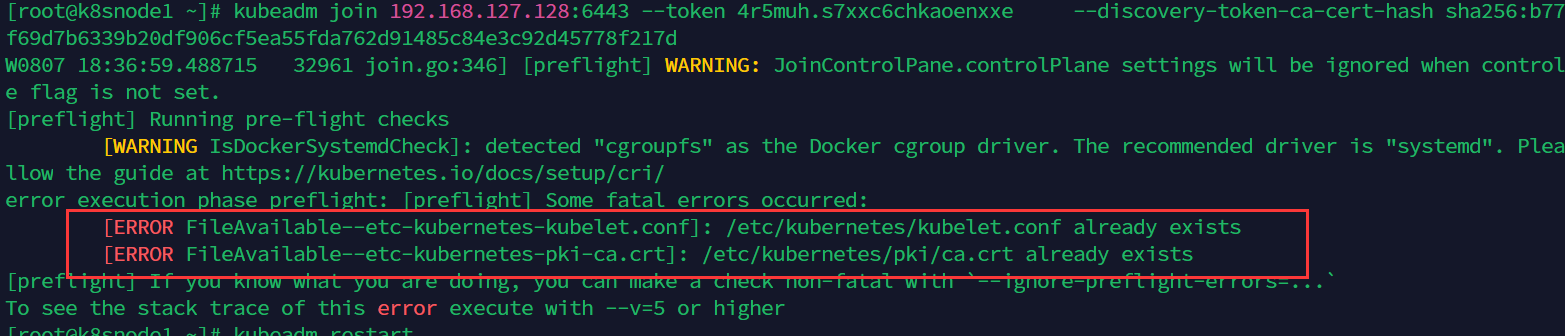 [root@k8snode1 ~]# kubeadm join 192.168.127.128:6443 --token 4r5muh.s7xxc6chkaoenxxe     --discovery-token-ca-cert-hash sha256:b77
f69d7b6339b20df906cf5ea55fda762d91485c84e3c92d45778f217d
W0807 18:36:59.488715   32961 join.go:346] [preflight] WARNING: JoinControlPane.controlPlane settings will be ignored when control
e flag is not set.
[preflight] Running pre-flight checks
        [WARNING IsDockerSystemdCheck]: detected "cgroupfs" as the Docker cgroup driver. The recommended driver is "systemd". Plea
llow the guide at https://kubernetes.io/docs/setup/cri/
error execution phase preflight: [preflight] Some fatal errors occurred:
        [ERROR FileAvailable--etc-kubernetes-kubelet.conf]: /etc/kubernetes/kubelet.conf already exists
        [ERROR FileAvailable--etc-kubernetes-pki-ca.crt]: /etc/kubernetes/pki/ca.crt already exists
[preflight] If you know what you are doing, you can make a check non-fatal with `--ignore-preflight-errors=...`
To see the stack trace of this error execute with --v=5 or higher
[root@k8snode1 ~]# kubeadm restart